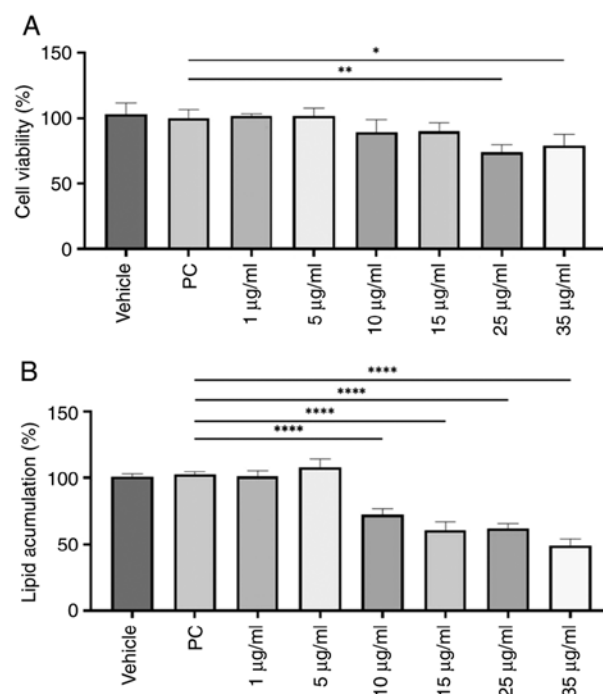 A
Cell viability (%)
150
100
50
0
*
**
Vehicle
PC
1 µg/ml
5 µg/ml
10 µg/ml
15 µg/ml
25 µg/ml
35 µg/ml
B
Lipid acumulation (%)
150
100
50
0
****
****
****
****
Vehicle
PC
1 µg/ml
5 µg/ml
10 µg/ml
15 µg/ml
25 µg/ml
35 µg/ml